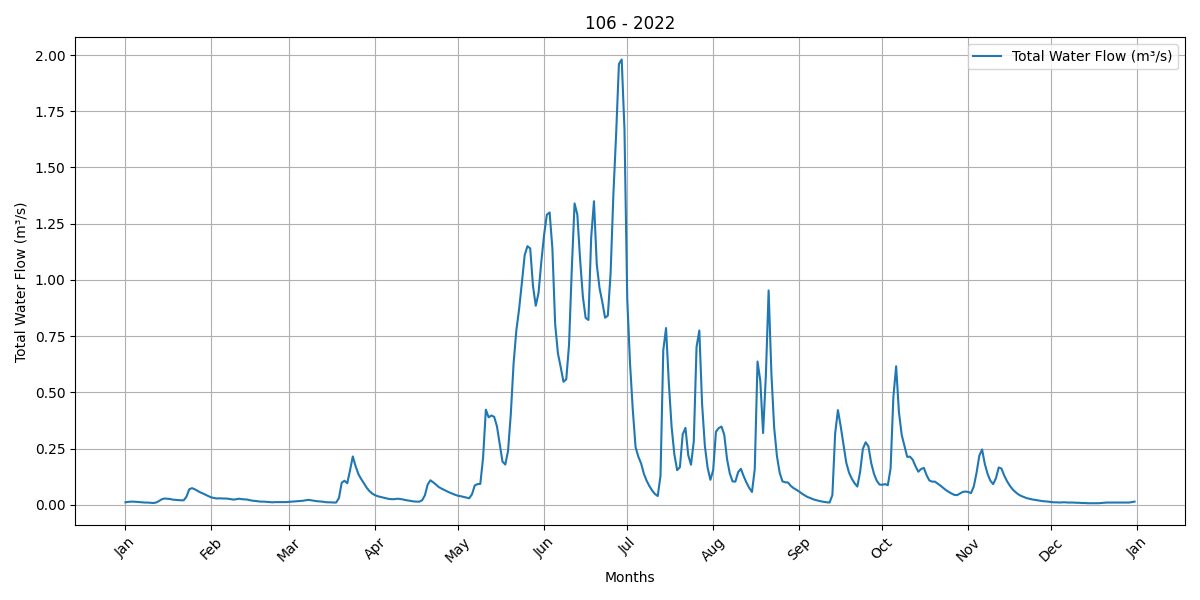 106 - 2022
Total Water Flow (m³/s)
2.00
1.75
1.50
1.25
1.00
0.75
0.50
0.25
0.00
Total Water Flow (m³/s)
Jan
Feb
Mar
Apr
May
Jun
Jul
Aug
Sep
Oct
Nov
Dec
Jan
Months